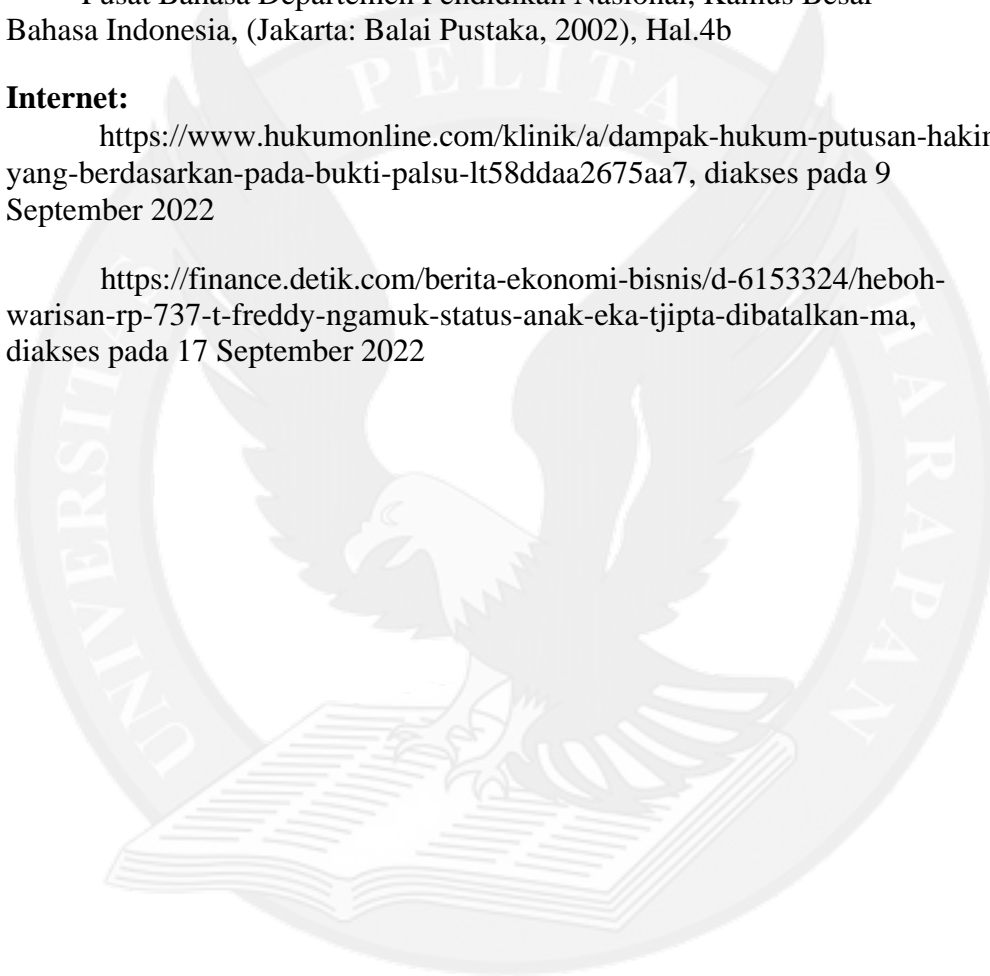 Pusat Bahasa Departemen Pendidikan Nasional, Kamus Besar
Bahasa Indonesia, (Jakarta: Balai Pustaka, 2002), Hal.4b
Internet:
https://www.hukumonline.com/klinik/a/dampak-hukum-putusan-hakim
yang-berdasarkan-pada-bukti-palsu-lt58ddaa2675aa7, diakses pada 9
September 2022
https://finance.detik.com/berita-ekonomi-bisnis/d-6153324/heboh-
warisan-rp-737-t-freddy-ngamuk-status-anak-eka-tjipta-dibatalkan-ma,
diakses pada 17 September 2022
UNIVERSITAS PELITA HARAPAN